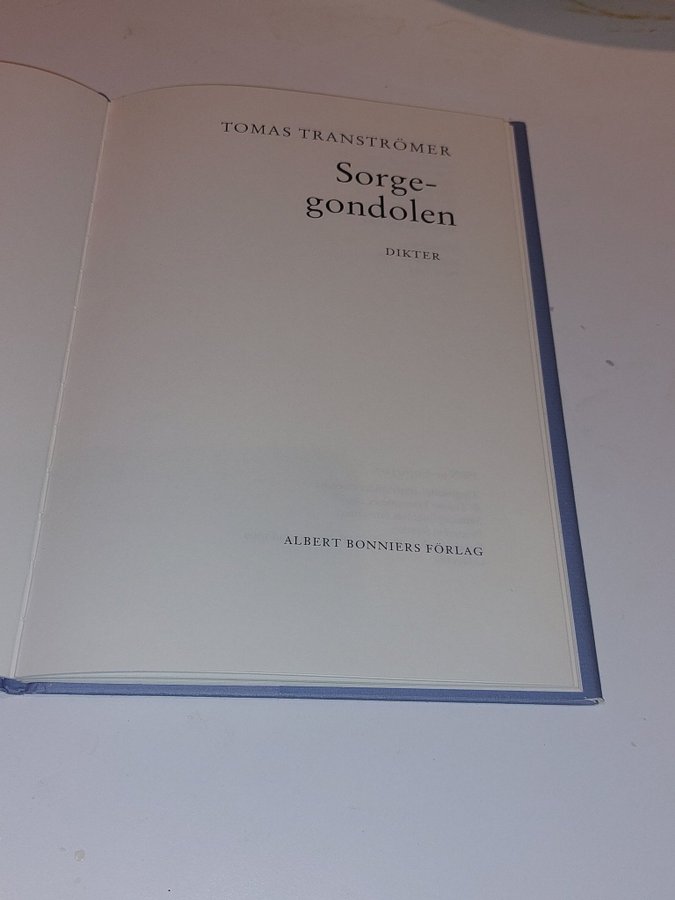 TOMAS TRANSTRÖMER
Sorge-
gondolen
DIKTER
ALBERT BONNIERS FÖRLAG